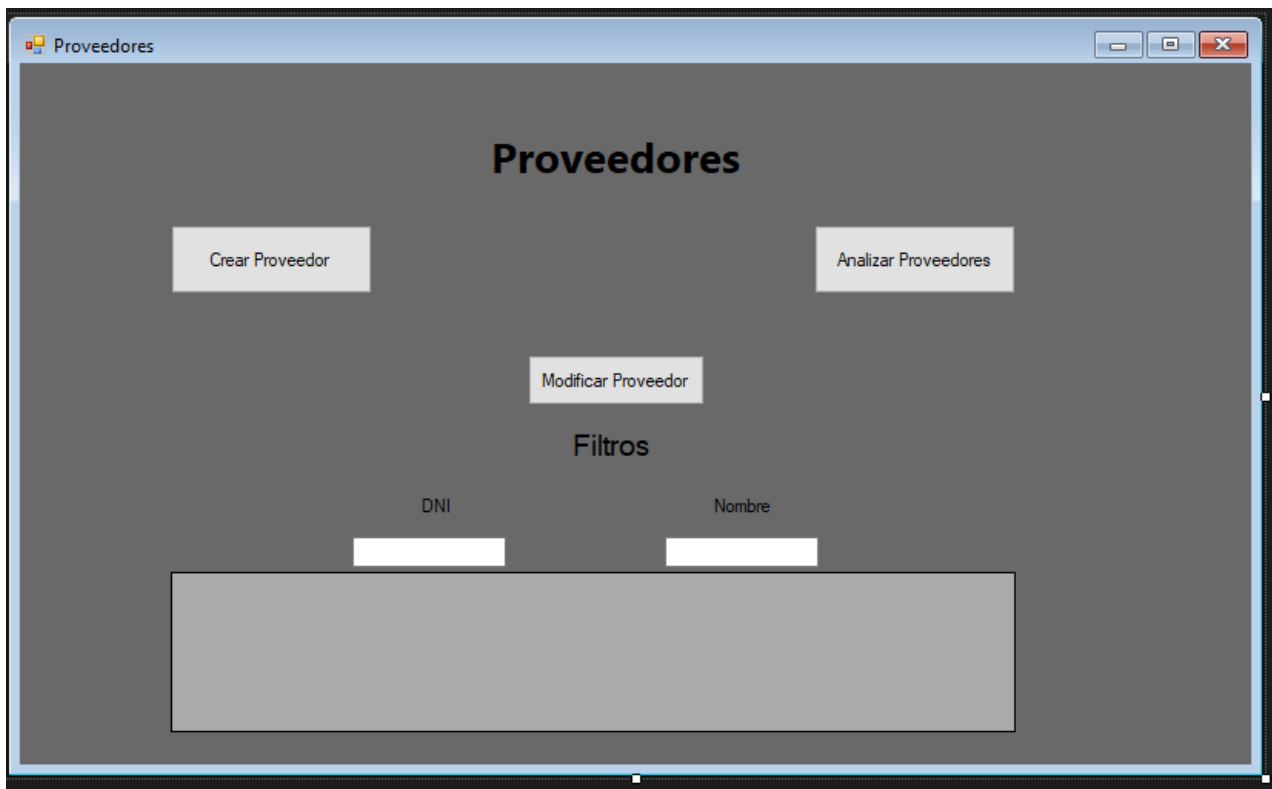 Proveedores
Proveedores
Crear Proveedor
Analizar Proveedores
Modificar Proveedor
Filtros
DNI
Nombre